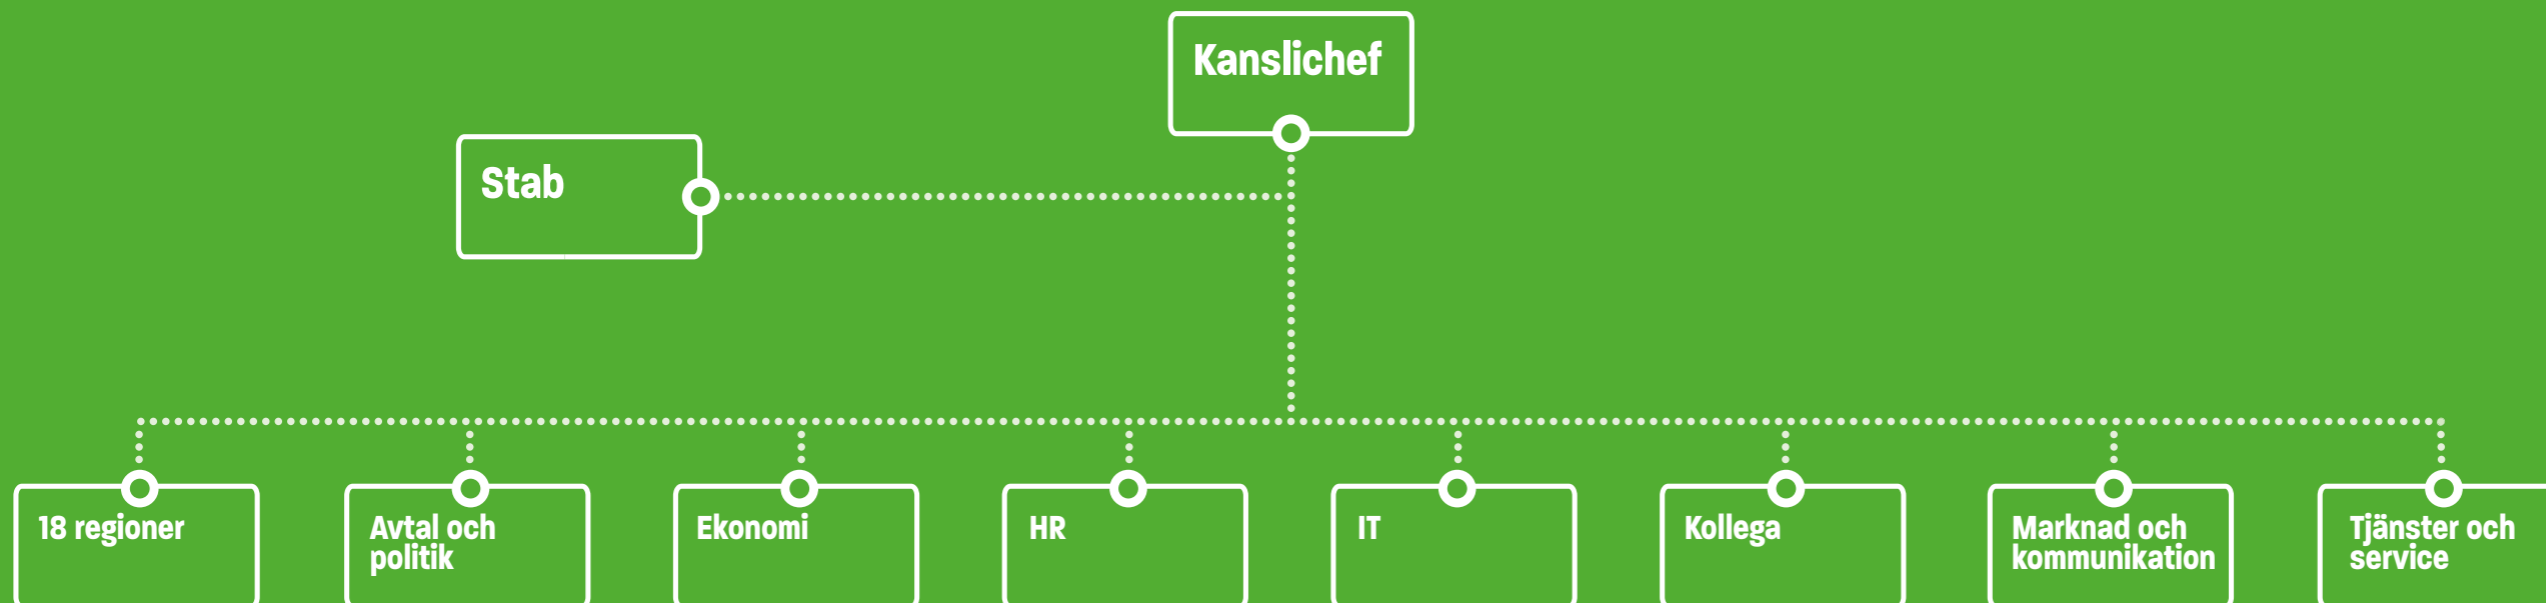 Kanslichef
Stab
18 regioner
Avtal och
politik
Ekonomi
HR
IT
Kollega
Marknad och
kommunikation
Tjänster och
service